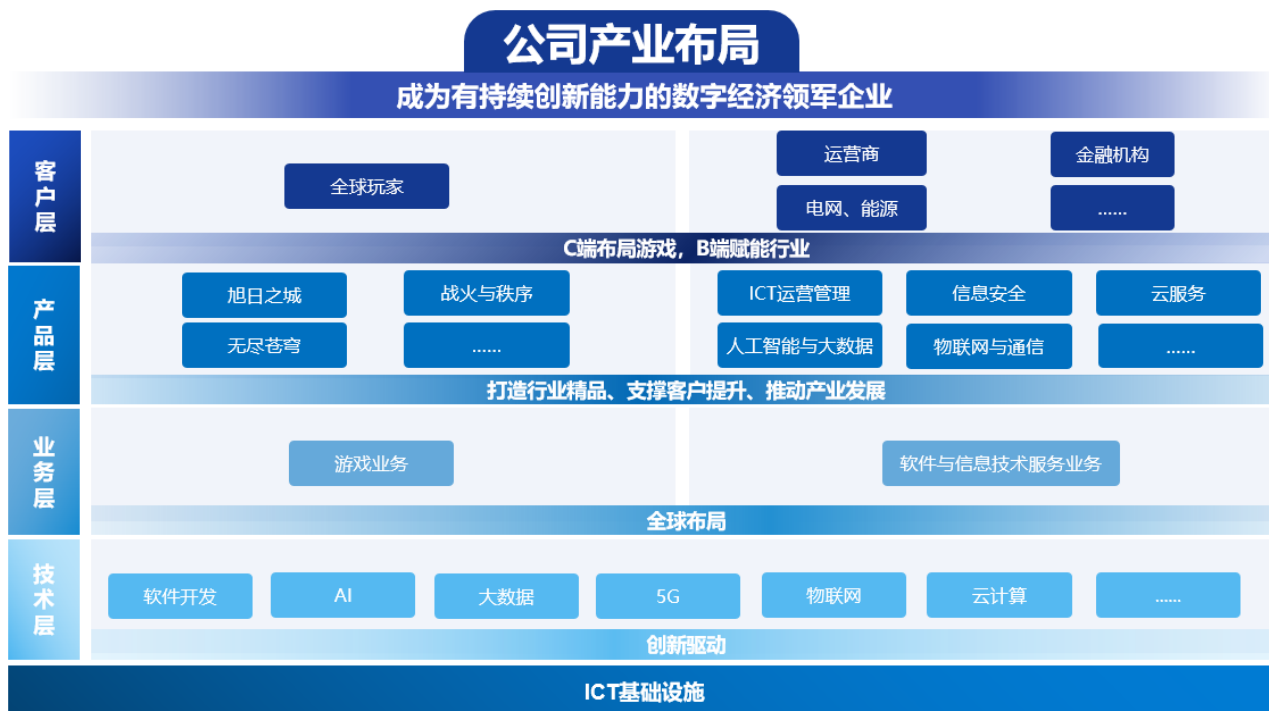 公司产业布局
成为有持续创新能力的数字经济领军企业
客户层
全球玩家
运营商
金融机构
电网、能源
......
C端布局游戏，B端赋能行业
产品层
旭日之城
战火与秩序
ICT运营管理
信息安全
云服务
无尽苍穹
......
人工智能与大数据
物联网与通信
......
打造行业精品、支撑客户提升、推动产业发展
业务层
游戏业务
软件与信息技术服务业务
全球布局
技术层
软件开发
AI
大数据
5G
物联网
云计算
......
创新驱动
ICT基础设施